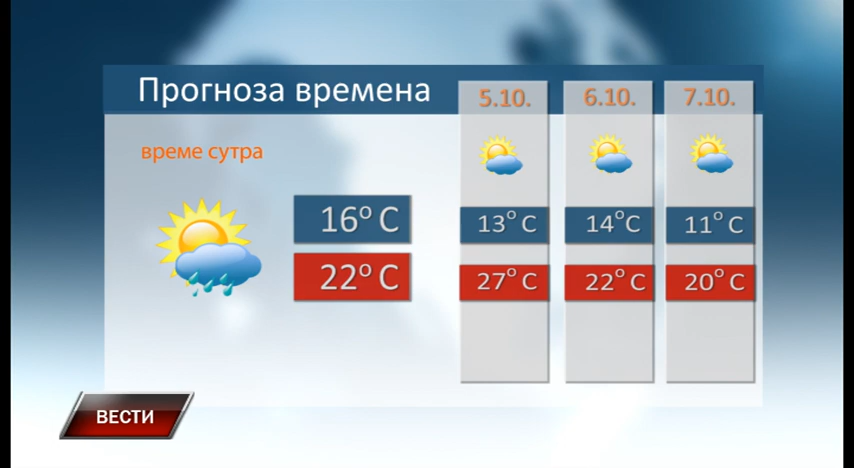 Прогноза времена
време сутра
16° C
22° C
5.10.
13° C
27° C
6.10.
14°C
22° C
7.10.
11° C
20° C
ВЕСТИ